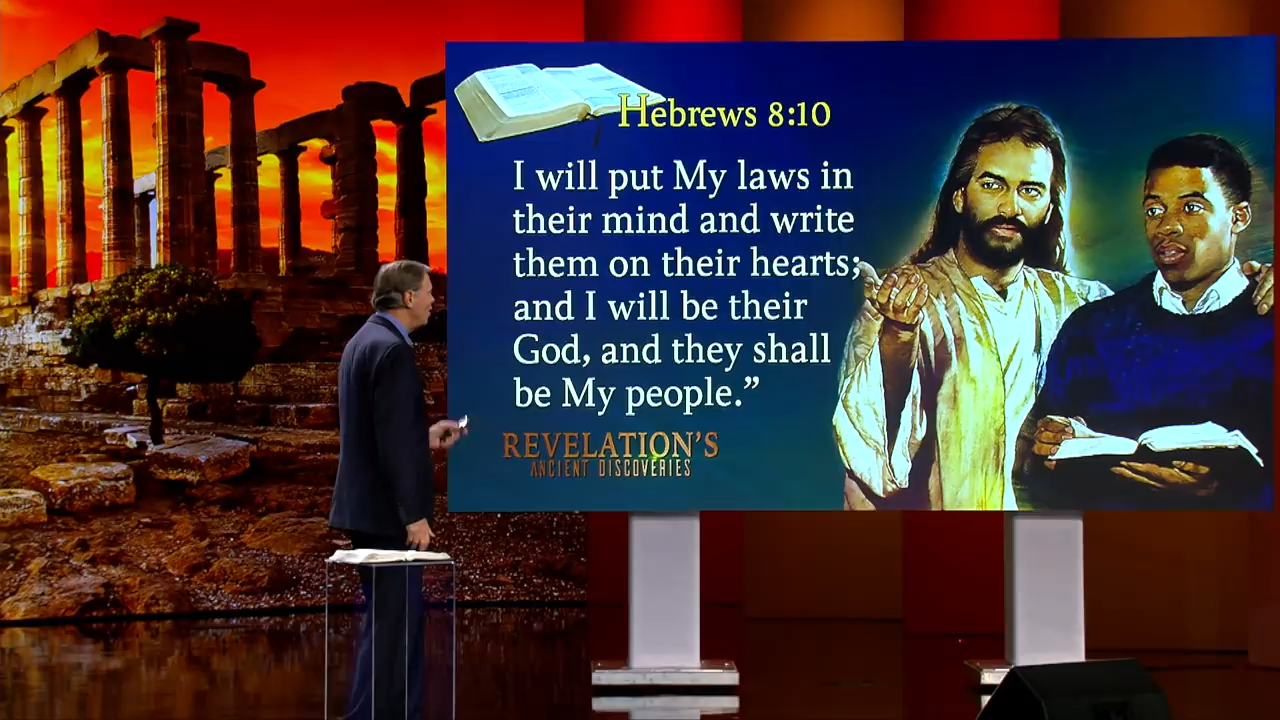 Hebrews 8:10
I will put My laws in
their mind and write
them on their hearts;
and I will be their
God, and they shall
be My people.”
REVELATION'S
ANCIENT DISCOVERIES